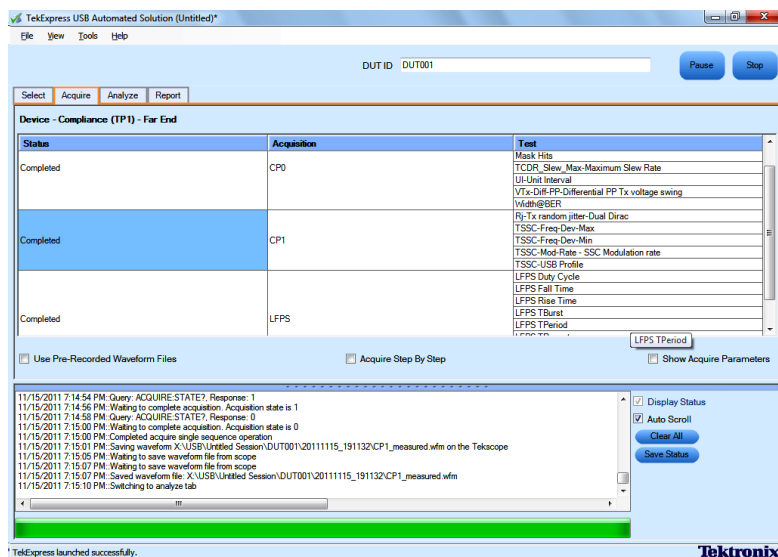 TekExpress USB Automated Solution (Untitled)*
File View Tools Help
DUT ID DUT001
Pause Stop
Select Acquire Analyze Report
Device - Compliance (TP1) - Far End
Status Acquisition Test
Completed CP0
Mask Hits
TCDR_Slew_Max-Maximum Slew Rate
UI-Unit Interval
VTx-Diff-PP-Differential PP Tx voltage swing
Width@BER
Completed CP1
Rj-Tx random jitter-Dual Dirac
TSSC-Freq-Dev-Max
TSSC-Freq-Dev-Min
TSSC-Mod-Rate - SSC Modulation rate
TSSC-USB Profile
Completed LFPS
LFPS Duty Cycle
LFPS Fall Time
LFPS Rise Time
LFPS TBurst
LFPS TPeriod
LFPS TPeriod
Use Pre-Recorded Waveform Files Acquire Step By Step Show Acquire Parameters
11/15/2011 7:14:54 PM::Query: ACQUIRE:STATE?, Response: 1
11/15/2011 7:14:56 PM::Waiting to complete acquisition. Acquisition state is 1
11/15/2011 7:14:58 PM::Query: ACQUIRE:STATE?, Response: 0
11/15/2011 7:15:00 PM::Waiting to complete acquisition. Acquisition state is 0
11/15/2011 7:15:00 PM::Completed acquire single sequence operation
11/15/2011 7:15:01 PM::Saving waveform X:\USB\Untitled Session\DUT001\20111115_191132\CP1_measured.wfm on the Tekscope
11/15/2011 7:15:05 PM::Waiting to save waveform file from scope
11/15/2011 7:15:07 PM::Waiting to save waveform file from scope
11/15/2011 7:15:07 PM::Saved waveform file: X:\USB\Untitled Session\DUT001\20111115_191132\CP1_measured.wfm
11/15/2011 7:15:10 PM::Switching to analyze tab
Display Status
Auto Scroll
Clear All
Save Status
TekExpress launched successfully.
Tektronix